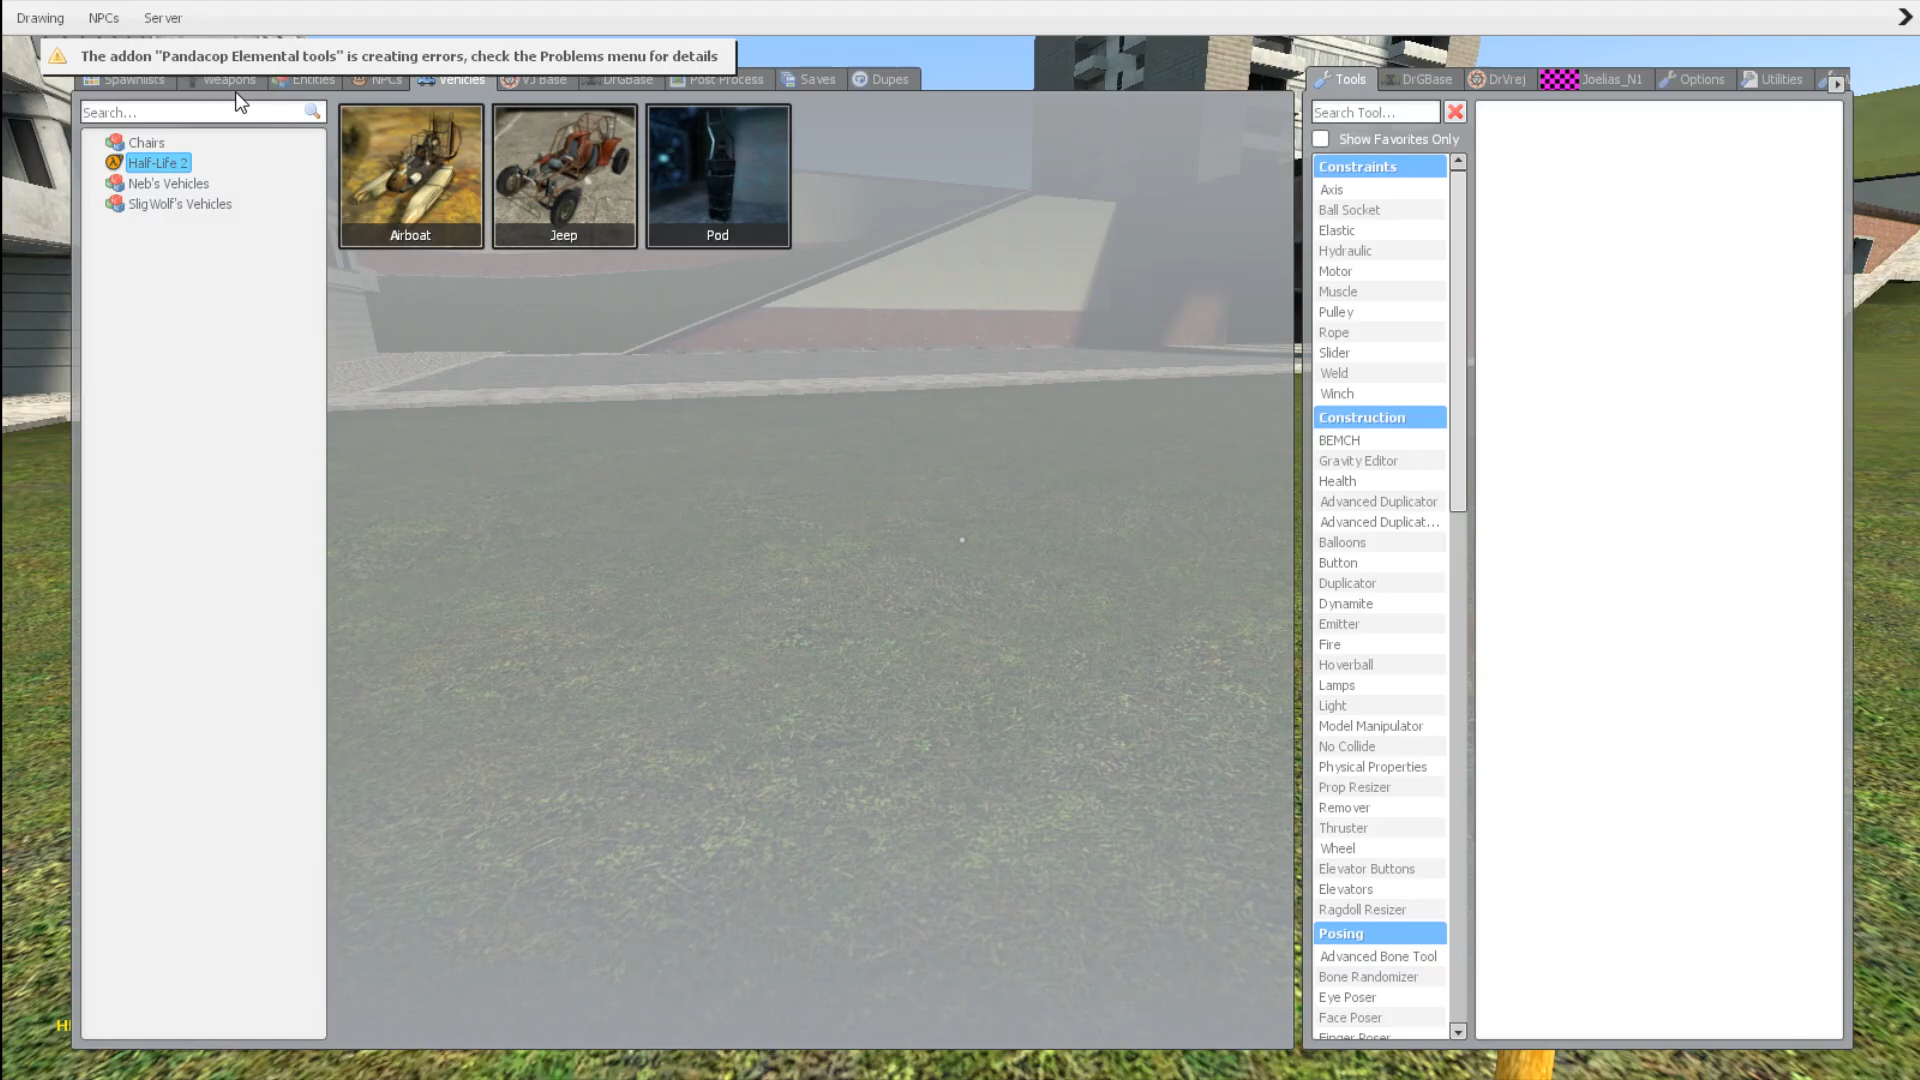 Drawing NPCs Server
The addon "Pandacop Elemental tools" is creating errors, check the Problems menu for details
Spawnlists Weapons Entities NPCs Vehicles VJ Base DrGBase Post Process Saves Dupes
Tools DrGBase DrVrej Joelias_N1 Options Utilities
Search...
Chairs
Half-Life 2
Neb's Vehicles
SligWolf's Vehicles
Airboat
Jeep
Pod
Search Tool...
Show Favorites Only
Constraints
Axis
Ball Socket
Elastic
Hydraulic
Motor
Muscle
Pulley
Rope
Slider
Weld
Winch
Construction
BEMCH
Gravity Editor
Health
Advanced Duplicator
Advanced Duplicat...
Balloons
Button
Duplicator
Dynamite
Emitter
Fire
Hoverball
Lamps
Light
Model Manipulator
No Collide
Physical Properties
Prop Resizer
Remover
Thruster
Wheel
Elevator Buttons
Elevators
Ragdoll Resizer
Posing
Advanced Bone Tool
Bone Randomizer
Eye Poser
Face Poser
Finger Poser